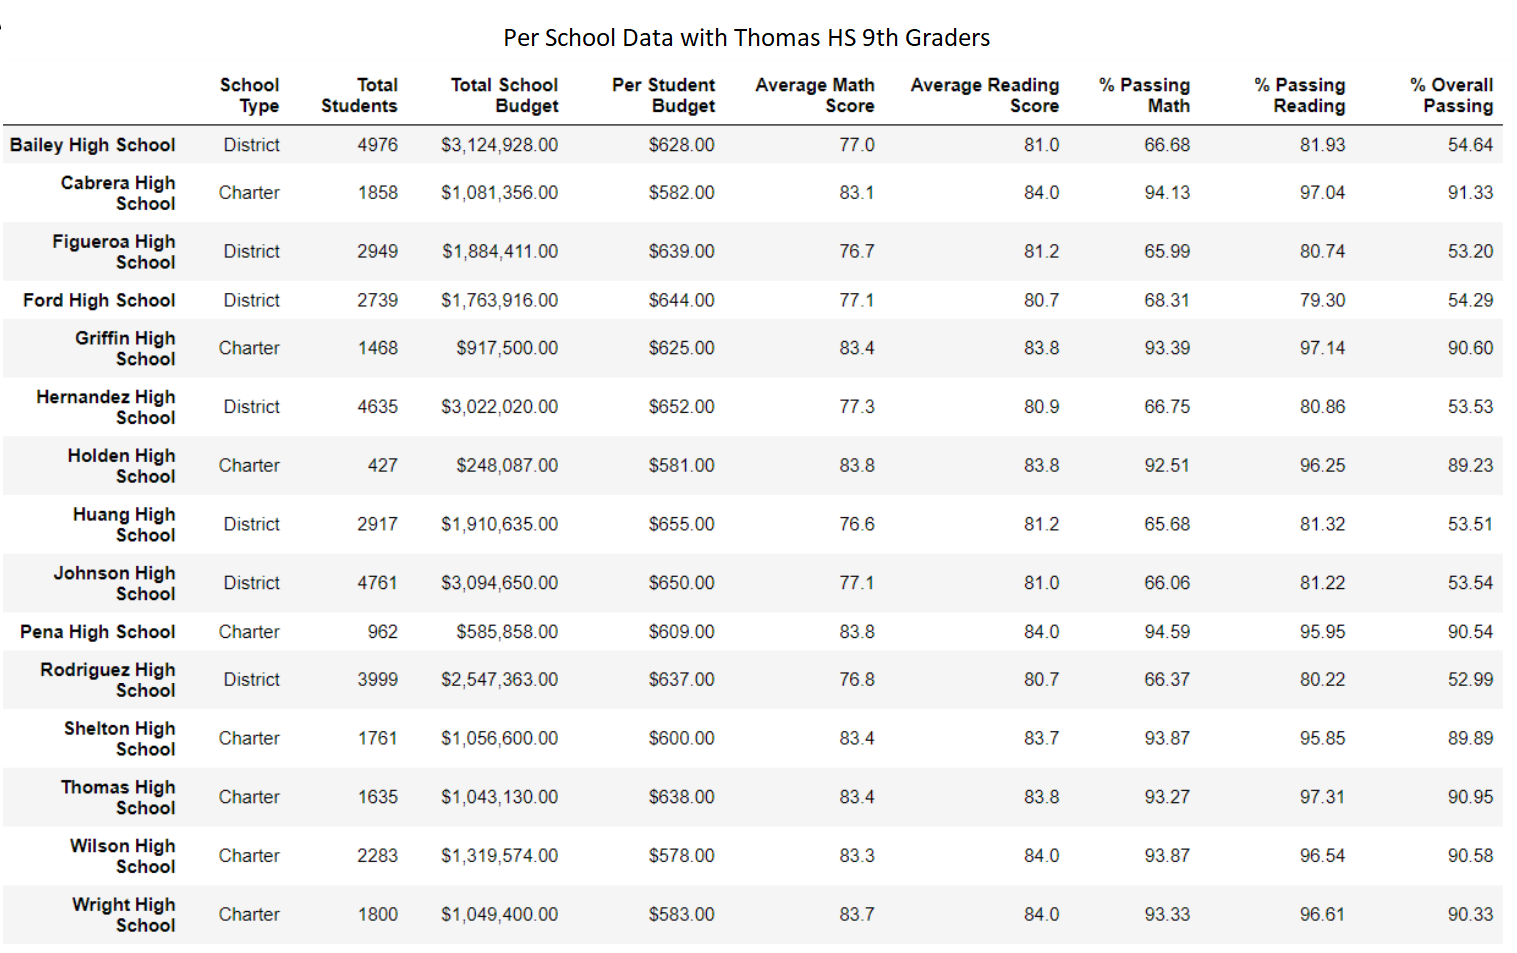 Per School Data with Thomas HS 9th Graders
School Type Total Students Total School Budget Per Student Budget Average Math Score Average Reading Score % Passing Math % Passing Reading % Overall Passing
Bailey High School District 4976 $3,124,928.00 $628.00 77.0 81.0 66.68 81.93 54.64
Cabrera High School Charter 1858 $1,081,356.00 $582.00 83.1 84.0 94.13 97.04 91.33
Figueroa High School District 2949 $1,884,411.00 $639.00 76.7 81.2 65.99 80.74 53.20
Ford High School District 2739 $1,763,916.00 $644.00 77.1 80.7 68.31 79.30 54.29
Griffin High School Charter 1468 $917,500.00 $625.00 83.4 83.8 93.39 97.14 90.60
Hernandez High School District 4635 $3,022,020.00 $652.00 77.3 80.9 66.75 80.86 53.53
Holden High School Charter 427 $248,087.00 $581.00 83.8 83.8 92.51 96.25 89.23
Huang High School District 2917 $1,910,635.00 $655.00 76.6 81.2 65.68 81.32 53.51
Johnson High School District 4761 $3,094,650.00 $650.00 77.1 81.0 66.06 81.22 53.54
Pena High School Charter 962 $585,858.00 $609.00 83.8 84.0 94.59 95.95 90.54
Rodriguez High School District 3999 $2,547,363.00 $637.00 76.8 80.7 66.37 80.22 52.99
Shelton High School Charter 1761 $1,056,600.00 $600.00 83.4 83.7 93.87 95.85 89.89
Thomas High School Charter 1635 $1,043,130.00 $638.00 83.4 83.8 93.27 97.31 90.95
Wilson High School Charter 2283 $1,319,574.00 $578.00 83.3 84.0 93.87 96.54 90.58
Wright High School Charter 1800 $1,049,400.00 $583.00 83.7 84.0 93.33 96.61 90.33